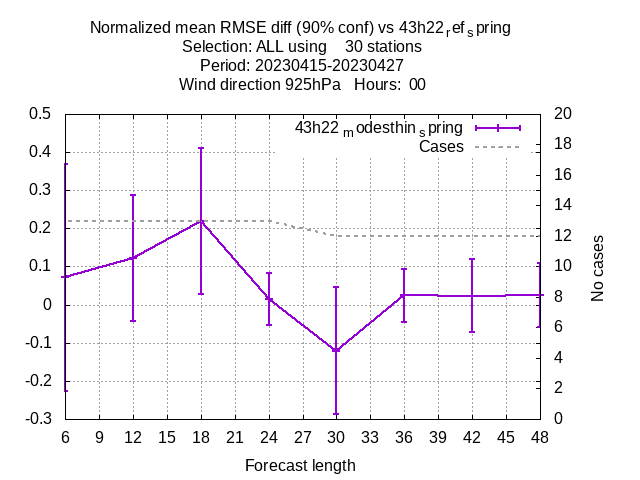 Normalized mean RMSE diff (90% conf) vs 43h22refspring
Selection: ALL using 30 stations
Period: 20230415-20230427
Wind direction 925hPa Hours: 00
43h22modesthinspring
Cases
0.5
0.4
0.3
0.2
0.1
0
-0.1
-0.2
-0.3
20
18
16
14
12
10
8
6
4
2
0
No cases
6 9 12 15 18 21 24 27 30 33 36 39 42 45 48
Forecast length